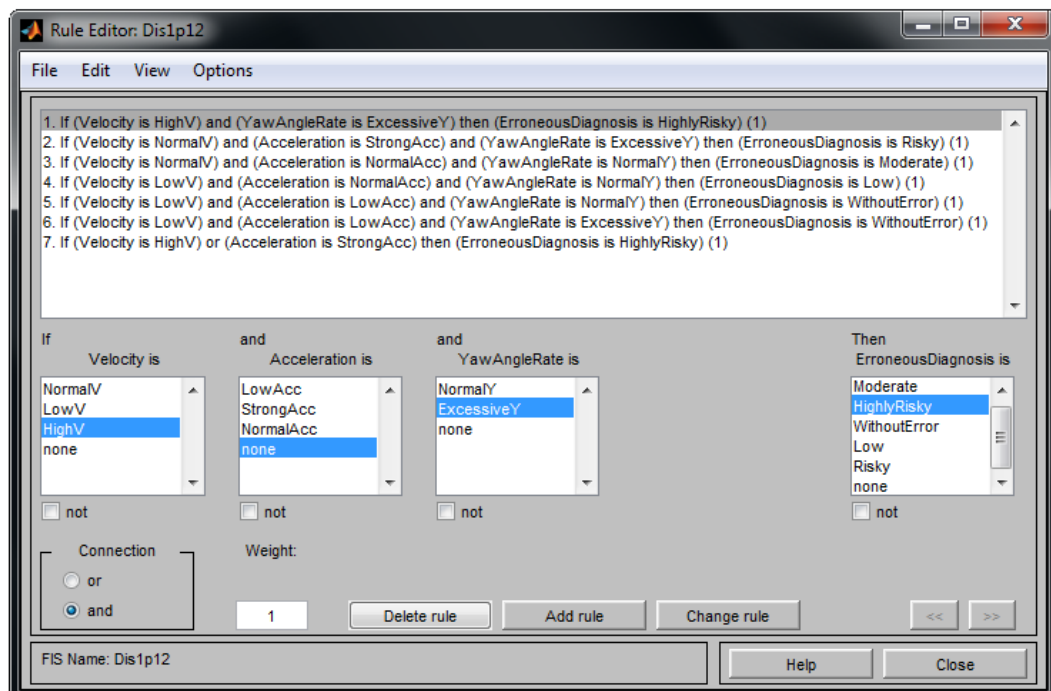 Rule Editor: Dis1p12
File Edit View Options
1. If (Velocity is HighV) and (YawAngleRate is ExcessiveY) then (ErroneousDiagnosis is HighlyRisky) (1)
2. If (Velocity is NormalV) and (Acceleration is StrongAcc) and (YawAngleRate is ExcessiveY) then (ErroneousDiagnosis is Risky) (1)
3. If (Velocity is NormalV) and (Acceleration is NormalAcc) and (YawAngleRate is NormalY) then (ErroneousDiagnosis is Moderate) (1)
4. If (Velocity is LowV) and (Acceleration is NormalAcc) and (YawAngleRate is NormalY) then (ErroneousDiagnosis is Low) (1)
5. If (Velocity is LowV) and (Acceleration is LowAcc) and (YawAngleRate is NormalY) then (ErroneousDiagnosis is WithoutError) (1)
6. If (Velocity is LowV) and (Acceleration is LowAcc) and (YawAngleRate is ExcessiveY) then (ErroneousDiagnosis is WithoutError) (1)
7. If (Velocity is HighV) or (Acceleration is StrongAcc) then (ErroneousDiagnosis is HighlyRisky) (1)
If
Velocity is
NormalV
LowV
HighV
none
not
and
Acceleration is
LowAcc
StrongAcc
NormalAcc
none
not
and
YawAngleRate is
NormalY
ExcessiveY
none
not
Then
ErroneousDiagnosis is
Moderate
HighlyRisky
WithoutError
Low
Risky
none
not
Connection
or
and
Weight:
1
Delete rule
Add rule
Change rule
<<
>>
FIS Name: Dis1p12
Help
Close